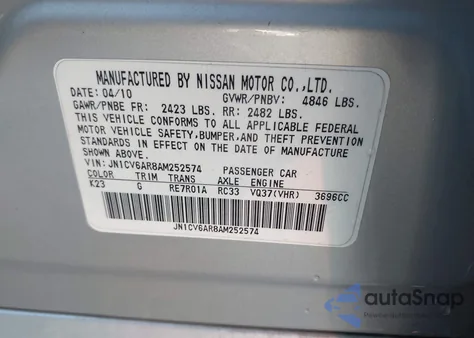 MANUFACTURED BY NISSAN MOTOR CO.,LTD.
DATE: 04/10 GVWR/PNBV: 4846 LBS.
GAWR/PNBE FR: 2423 LBS. RR: 2482 LBS.
THIS VEHICLE CONFORMS TO ALL APPLICABLE FEDERAL
MOTOR VEHICLE SAFETY,BUMPER,AND THEFT PREVENTION
STANDARDS IN EFFECT ON THE DATE OF MANUFACTURE
SHOWN ABOVE.
VIN: JN1CV6AR8AM252574 PASSENGER CAR
COLOR TRIM TRANS AXLE ENGINE
K23 G RE7R01A RC33 VQ37(VHR) 3696CC
JN1CV6AR8AM252574
autoSnap